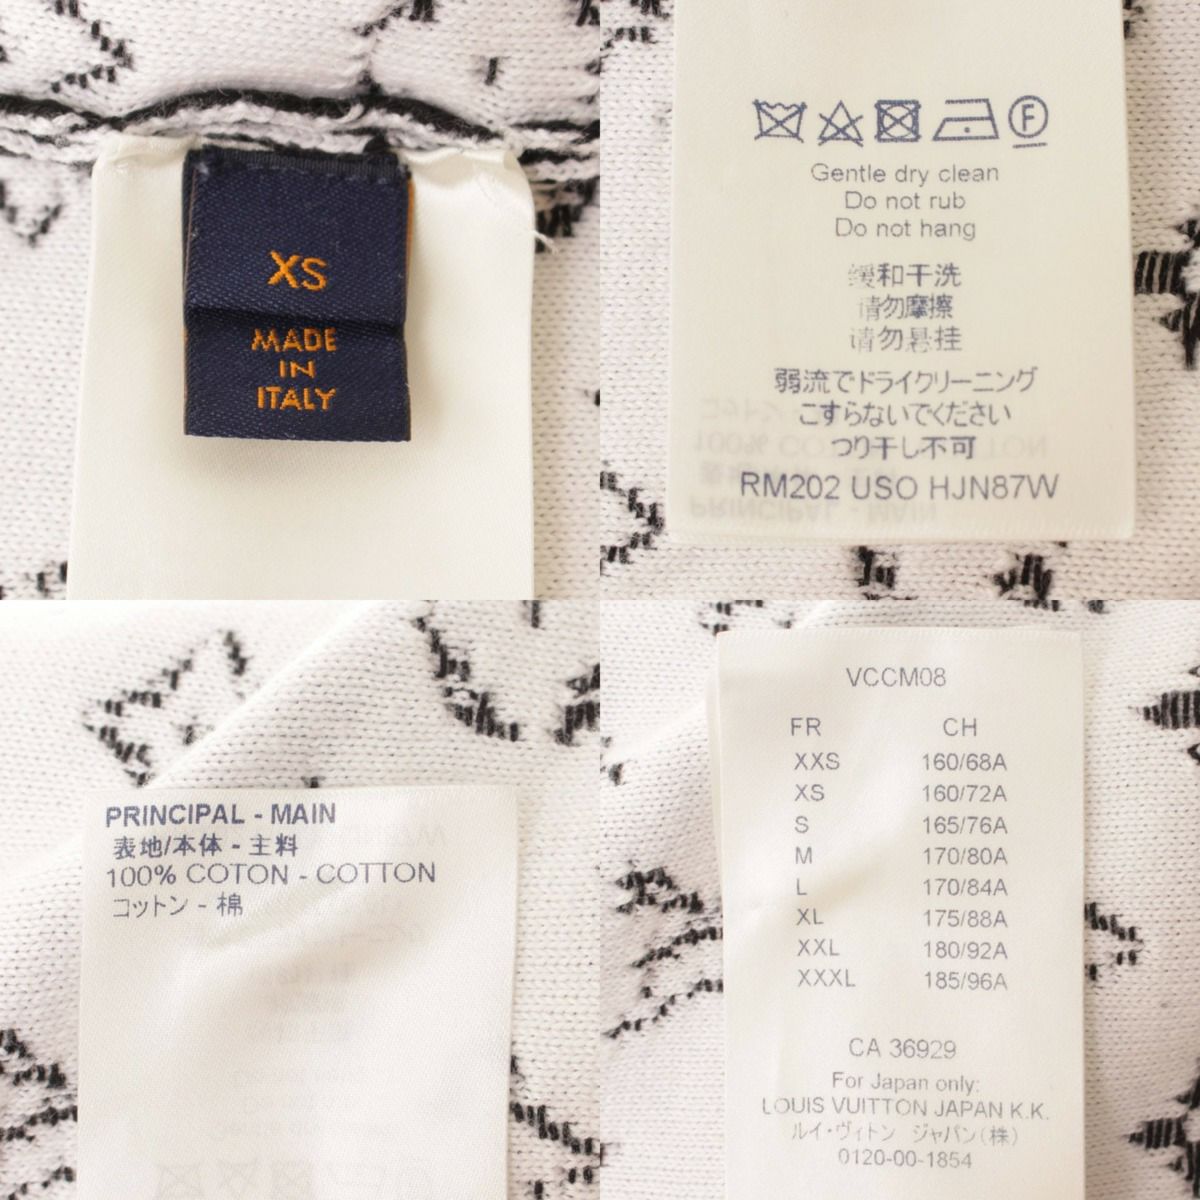 XS
MADE
IN
ITALY
F
Gentle dry clean
Do not rub
Do not hang
缓和干洗
请勿摩擦
请勿悬挂
弱流でドライクリーニング
こすらないでください
つり干し不可
RM202 USO HJN87W
PRINCIPAL - MAIN
表地/本体 - 主料
100% COTON - COTTON
コットン - 棉
VCCM08
FR CH
XXS 160/68A
XS 160/72A
S 165/76A
M 170/80A
L 170/84A
XL 175/88A
XXL 180/92A
XXXL 185/96A
CA 36929
For Japan only:
LOUIS VUITTON JAPAN K.K.
ルイ・ヴィトン ジャパン(株)
0120-00-1854